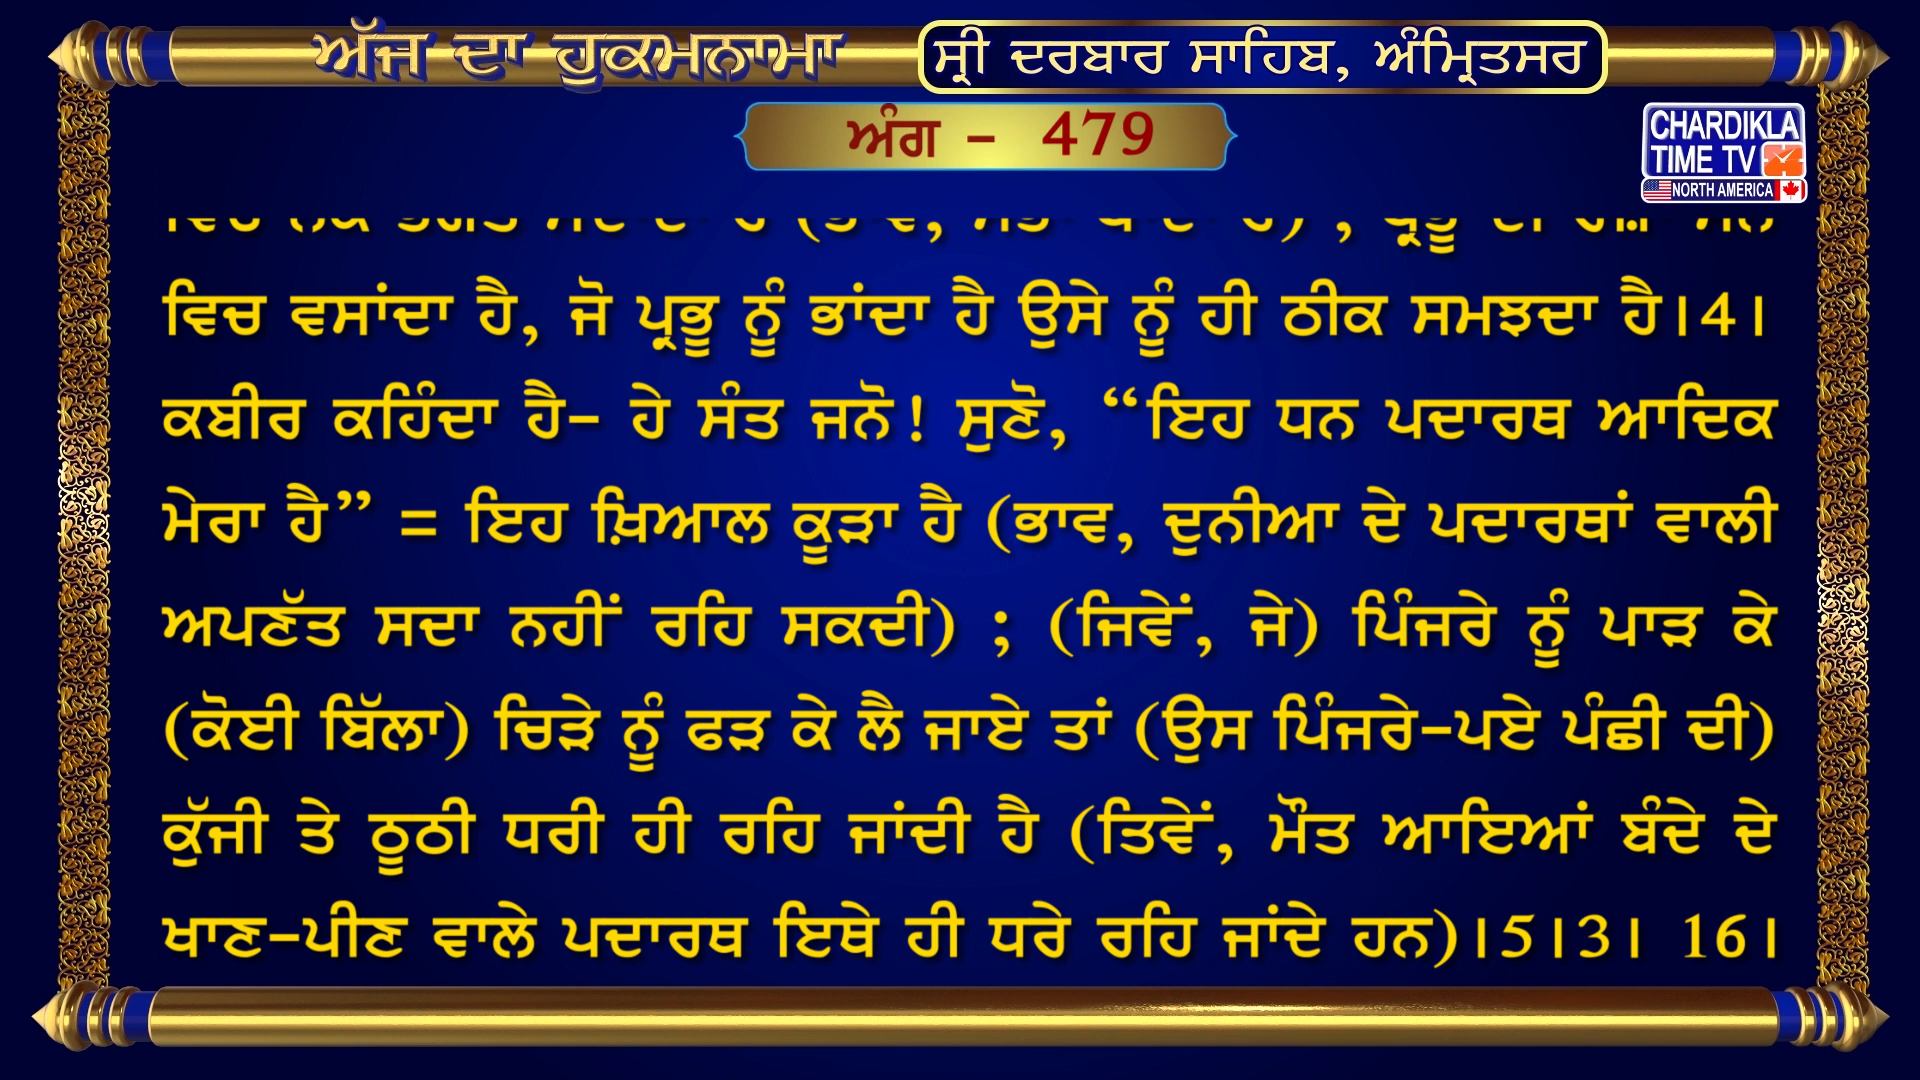 ਅੱਜ ਦਾ ਹੁਕਮਨਾਮਾ
ਸ੍ਰੀ ਦਰਬਾਰ ਸਾਹਿਬ, ਅੰਮ੍ਰਿਤਸਰ
ਅੰਗ - 479
CHARDIKLA
TIME TV
NORTH AMERICA
ਵਿਚ ਵਸਾਂਦਾ ਹੈ, ਜੋ ਪ੍ਰਭੂ ਨੂੰ ਭਾਂਦਾ ਹੈ ਉਸੇ ਨੂੰ ਹੀ ਠੀਕ ਸਮਝਦਾ ਹੈ।4।
ਕਬੀਰ ਕਹਿੰਦਾ ਹੈ- ਹੇ ਸੰਤ ਜਨੋ! ਸੁਣੋ, “ਇਹ ਧਨ ਪਦਾਰਥ ਆਦਿਕ
ਮੇਰਾ ਹੈ” = ਇਹ ਖ਼ਿਆਲ ਕੂੜਾ ਹੈ (ਭਾਵ, ਦੁਨੀਆ ਦੇ ਪਦਾਰਥਾਂ ਵਾਲੀ
ਅਪਣੱਤ ਸਦਾ ਨਹੀਂ ਰਹਿ ਸਕਦੀ) ; (ਜਿਵੇਂ, ਜੇ) ਪਿੰਜਰੇ ਨੂੰ ਪਾੜ ਕੇ
(ਕੋਈ ਬਿੱਲਾ) ਚਿੜੇ ਨੂੰ ਫੜ ਕੇ ਲੈ ਜਾਏ ਤਾਂ (ਉਸ ਪਿੰਜਰੇ-ਪਏ ਪੰਛੀ ਦੀ)
ਕੁੱਜੀ ਤੇ ਠੂਠੀ ਧਰੀ ਹੀ ਰਹਿ ਜਾਂਦੀ ਹੈ (ਤਿਵੇਂ, ਮੌਤ ਆਇਆਂ ਬੰਦੇ ਦੇ
ਖਾਣ-ਪੀਣ ਵਾਲੇ ਪਦਾਰਥ ਇਥੇ ਹੀ ਧਰੇ ਰਹਿ ਜਾਂਦੇ ਹਨ)।5।3। 16।